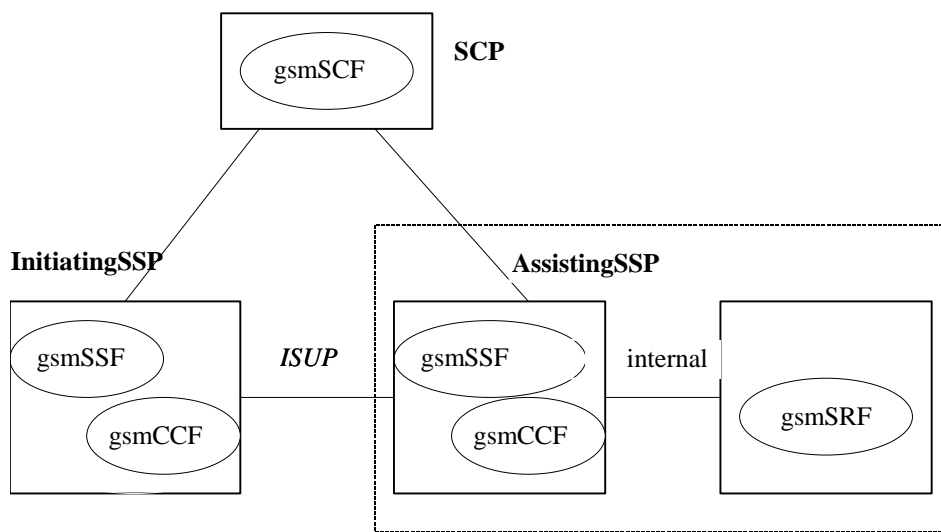 SCP
gsmSCF
InitiatingSSP
AssistingSSP
gsmSSF
ISUP
gsmSSF
internal
gsmCCF
gsmCCF
gsmSRF